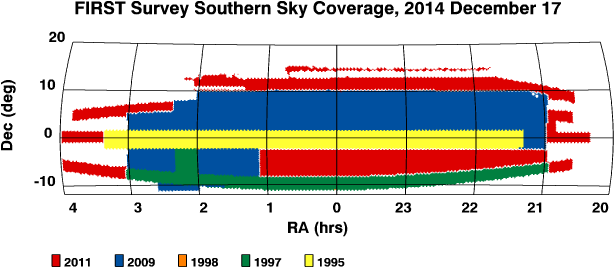 FIRST Survey Southern Sky Coverage, 2014 December 17
20
10
0
-10
Dec (deg)
4 3 2 1 0 23 22 21 20
RA (hrs)
2011 2009 1998 1997 1995